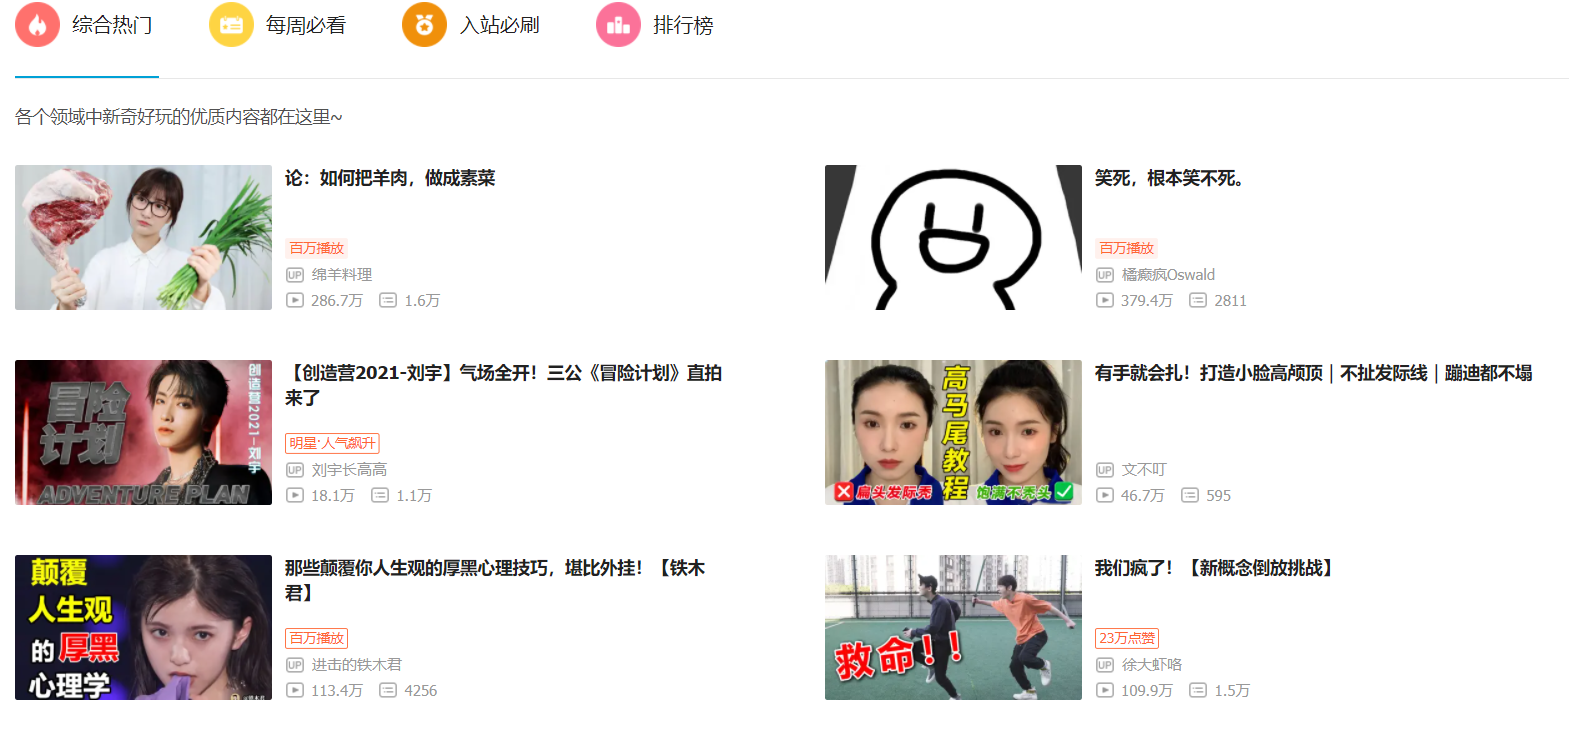 综合热门
每周必看
入站必刷
排行榜
各个领域中新奇好玩的优质内容都在这里~
论：如何把羊肉，做成素菜
百万播放
UP 绵羊料理
286.7万 1.6万
笑死，根本笑不死。
百万播放
UP 橘癫疯Oswald
379.4万 2811
冒险
计划
创造营2021-刘宇
ADVENTURE PLAN
【创造营2021-刘宇】气场全开！三公《冒险计划》直拍
来了
明星·人气飙升
UP 刘宇长高高
18.1万 1.1万
高马尾教程
扁头发际秃
饱满不秃头
有手就会扎！打造小脸高颅顶｜不扯发际线｜蹦迪都不塌
UP 文不叮
46.7万 595
颠覆
人生观
的厚黑
心理学
那些颠覆你人生观的厚黑心理技巧，堪比外挂！【铁木
君】
百万播放
UP 进击的铁木君
113.4万 4256
救命！！
我们疯了！【新概念倒放挑战】
23万点赞
UP 徐大虾咯
109.9万 1.5万